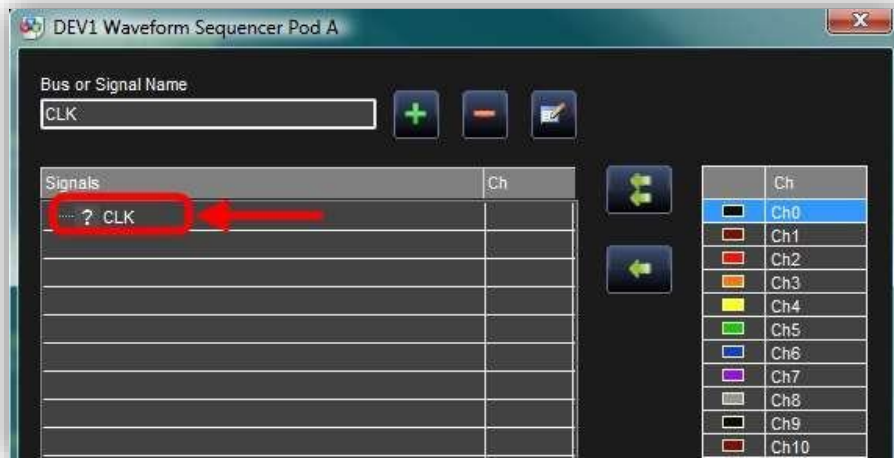 DEV1 Waveform Sequencer Pod A
X
Bus or Signal Name
CLK
Signals Ch
? CLK
Ch
Ch0
Ch1
Ch2
Ch3
Ch4
Ch5
Ch6
Ch7
Ch8
Ch9
Ch10